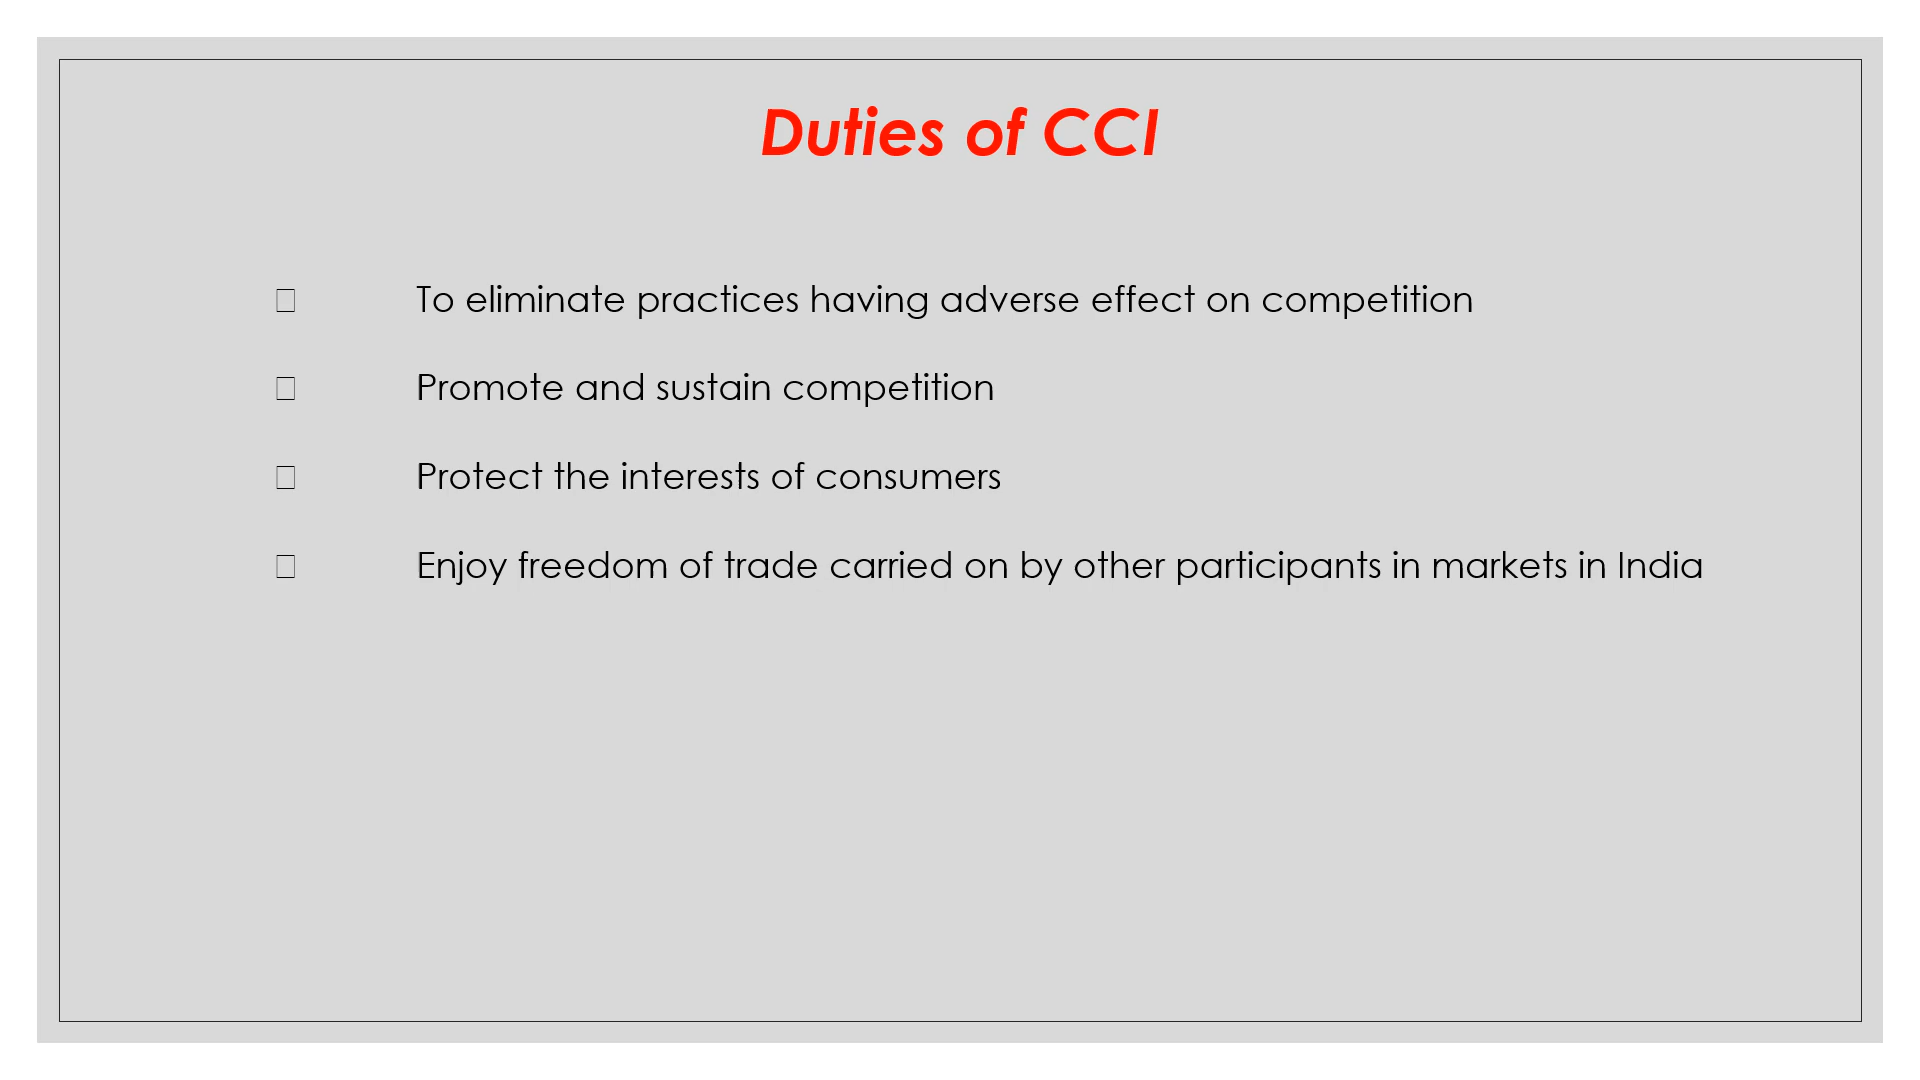 Duties of CCI
To eliminate practices having adverse effect on competition
Promote and sustain competition
Protect the interests of consumers
Enjoy freedom of trade carried on by other participants in markets in India